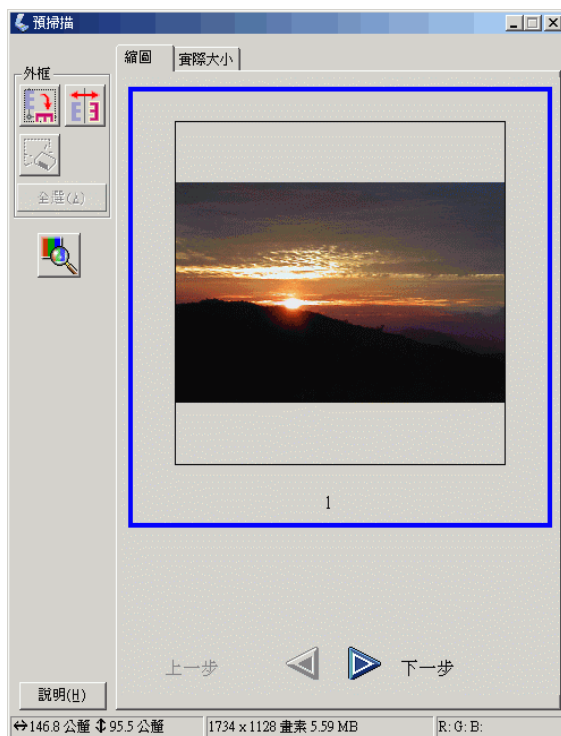 預掃描
縮圖 實際大小
外框
全選(A)
1
上一步 下一步
說明(H)
146.8 公釐 95.5 公釐 1734 x 1128 畫素 5.59 MB R: G: B: